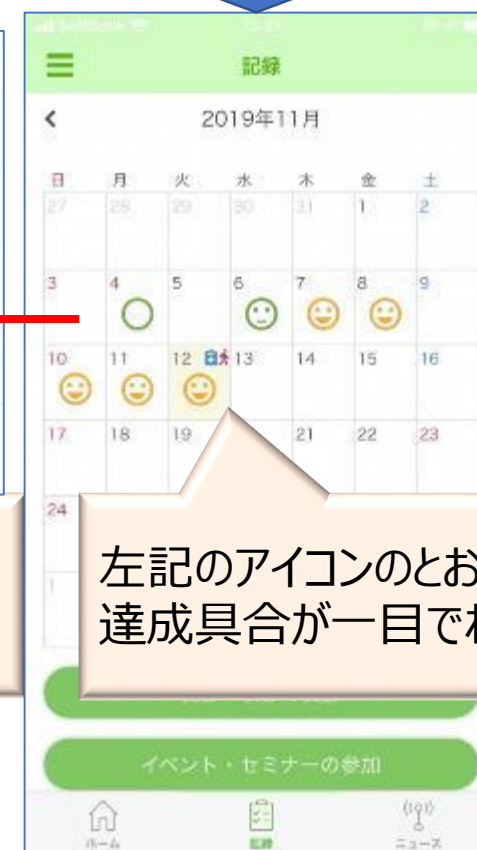 記録
2019年11月
日 月 火 水 木 金 土
27 28 29 30 31 1 2
3 4 5 6 7 8 9
10 11 12 13 14 15 16
17 18 19 21 22 23
24
1
左記のアイコンのとお
達成具合が一目で
イベント・セミナーの参加
ホーム 記録 ニュース